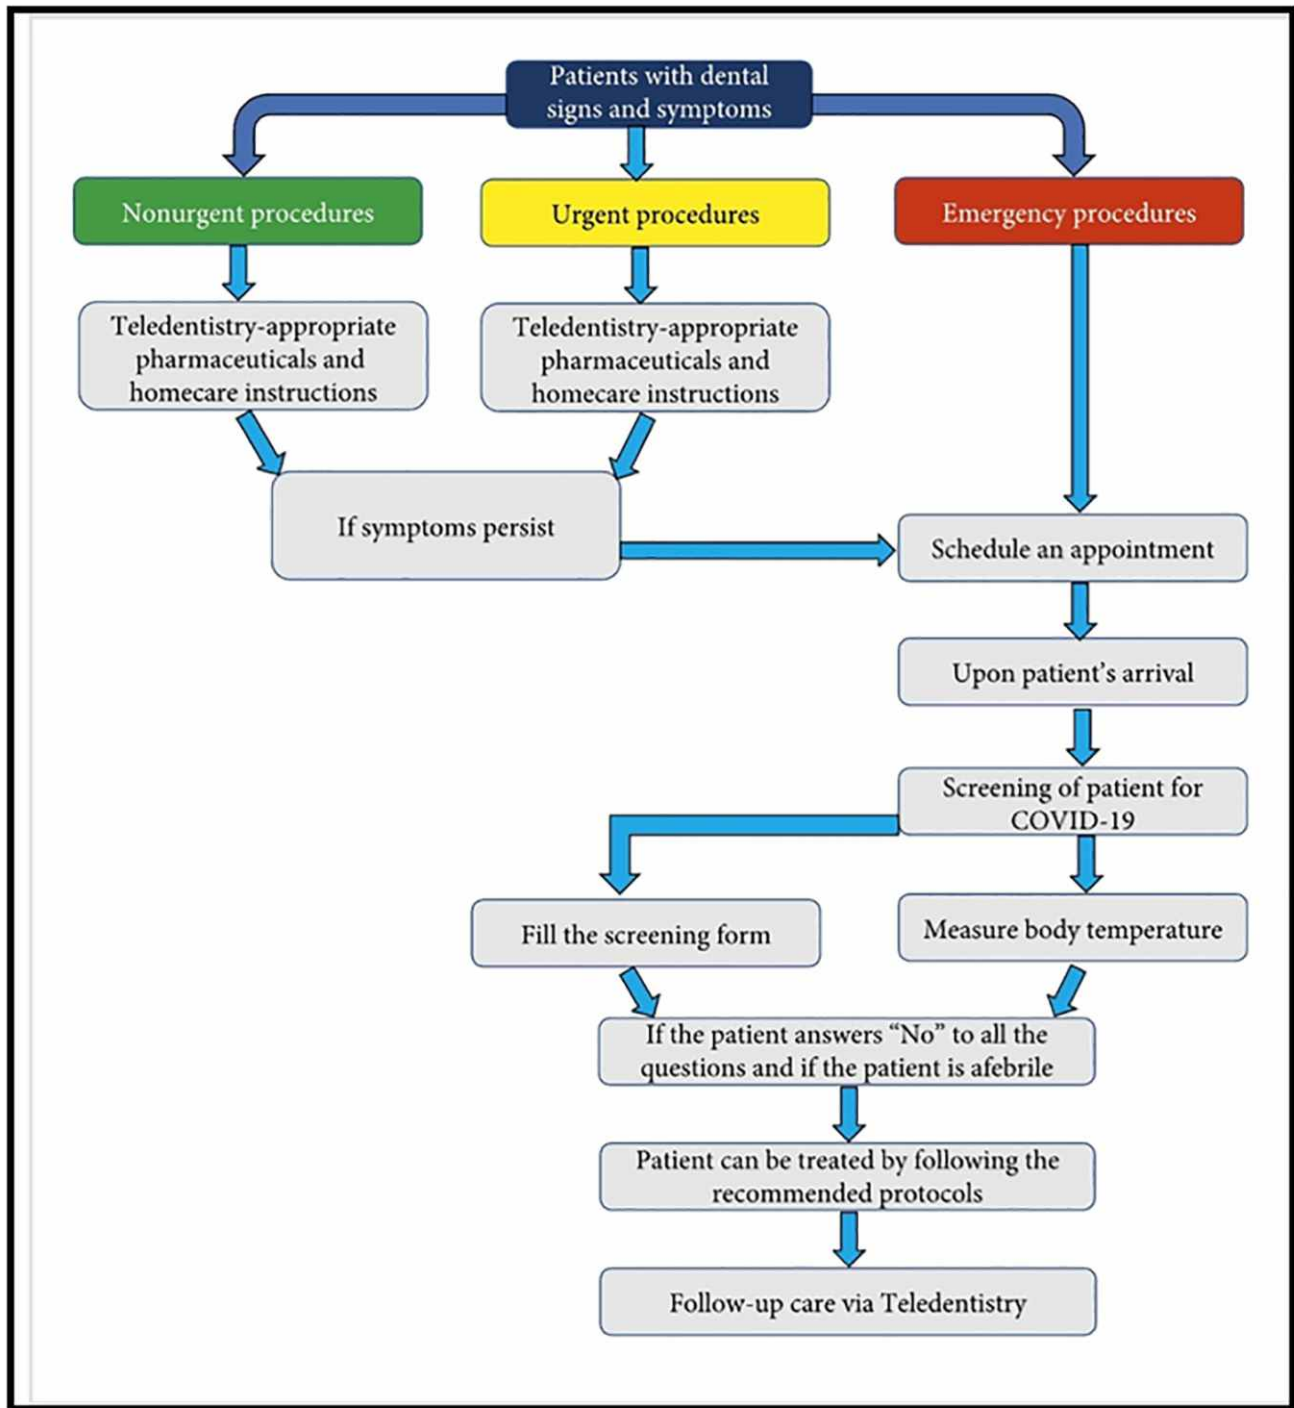 Patients with dental
signs and symptoms
Nonurgent procedures
Urgent procedures
Emergency procedures
Teledentistry-appropriate
pharmaceuticals and
homecare instructions
Teledentistry-appropriate
pharmaceuticals and
homecare instructions
If symptoms persist
Schedule an appointment
Upon patient's arrival
Screening of patient for
COVID-19
Fill the screening form
Measure body temperature
If the patient answers “No” to all the
questions and if the patient is afebrile
Patient can be treated by following the
recommended protocols
Follow-up care via Teledentistry